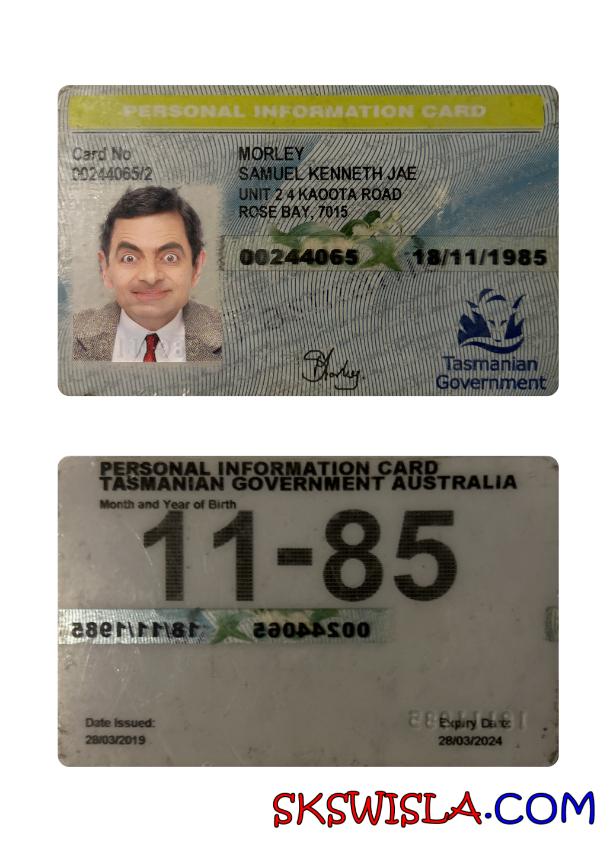 PERSONAL INFORMATION CARD
Card No
00244065/2
MORLEY
SAMUEL KENNETH JAE
UNIT 2 4 KAOOTA ROAD
ROSE BAY, 7015
00244065 18/11/1985
Tasmanian
Government
PERSONAL INFORMATION CARD
TASMANIAN GOVERNMENT AUSTRALIA
Month and Year of Birth
11-85
18/11/1985 00244065
Date Issued:
28/03/2019
Expiry Date:
28/03/2024
SKSWISLA.COM